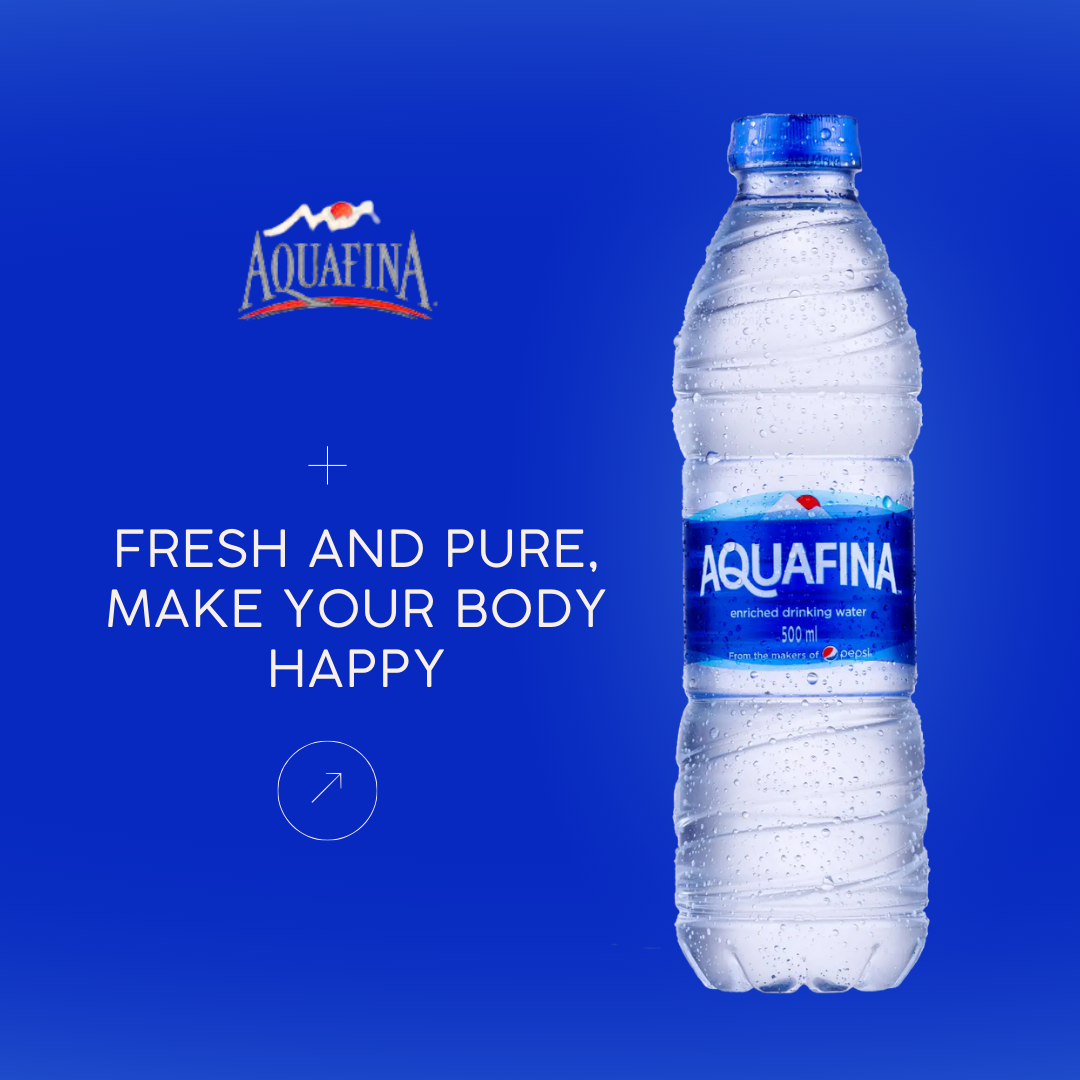 AQUAFINA
FRESH AND PURE,
MAKE YOUR BODY
HAPPY
AQUAFINA
enriched drinking water
500 ml
From the makers of pepsi